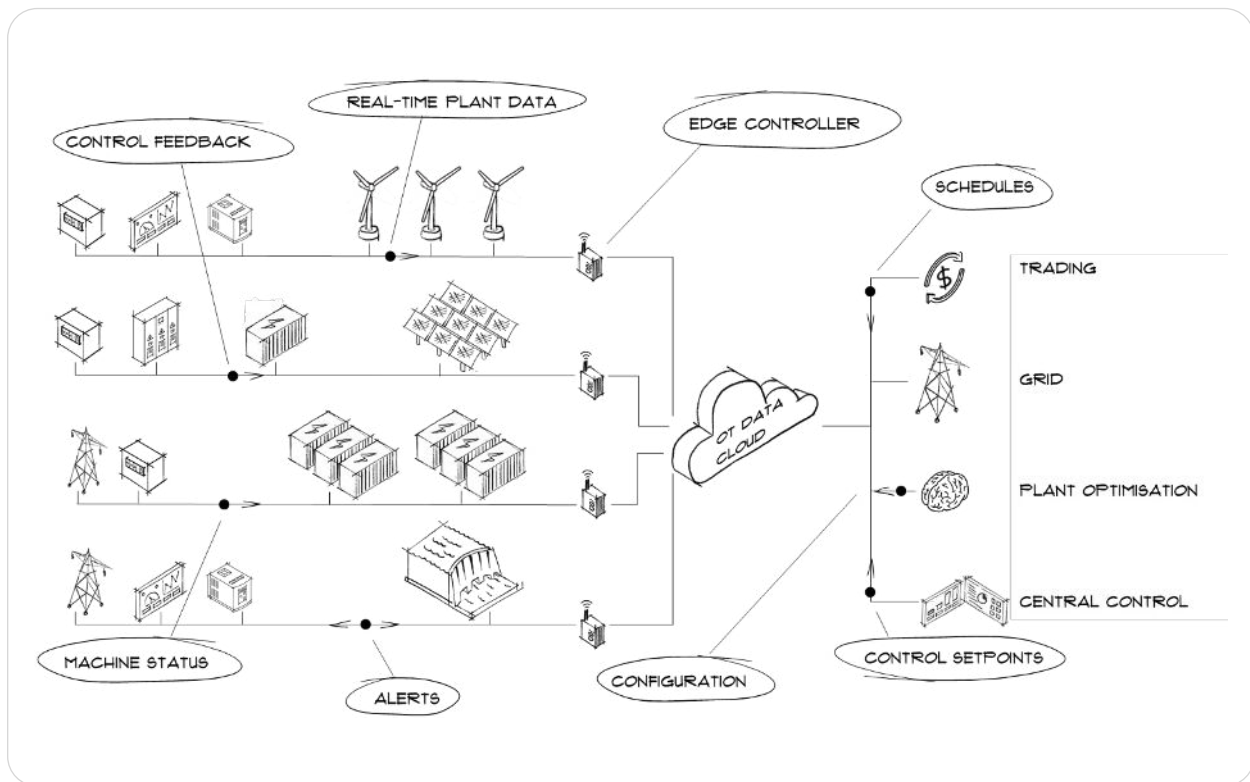 REAL-TIME PLANT DATA
EDGE CONTROLLER
CONTROL FEEDBACK
SCHEDULES
TRADING
$
GRID
OT DATA
CLOUD
PLANT OPTIMISATION
CENTRAL CONTROL
MACHINE STATUS
CONTROL SETPOINTS
CONFIGURATION
ALERTS